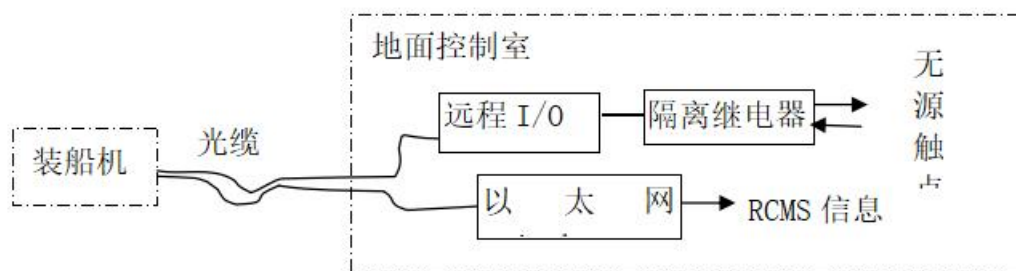 地面控制室
无源触
远程 I/O
隔离继电器
光缆
装船机
以太网
RCMS 信息